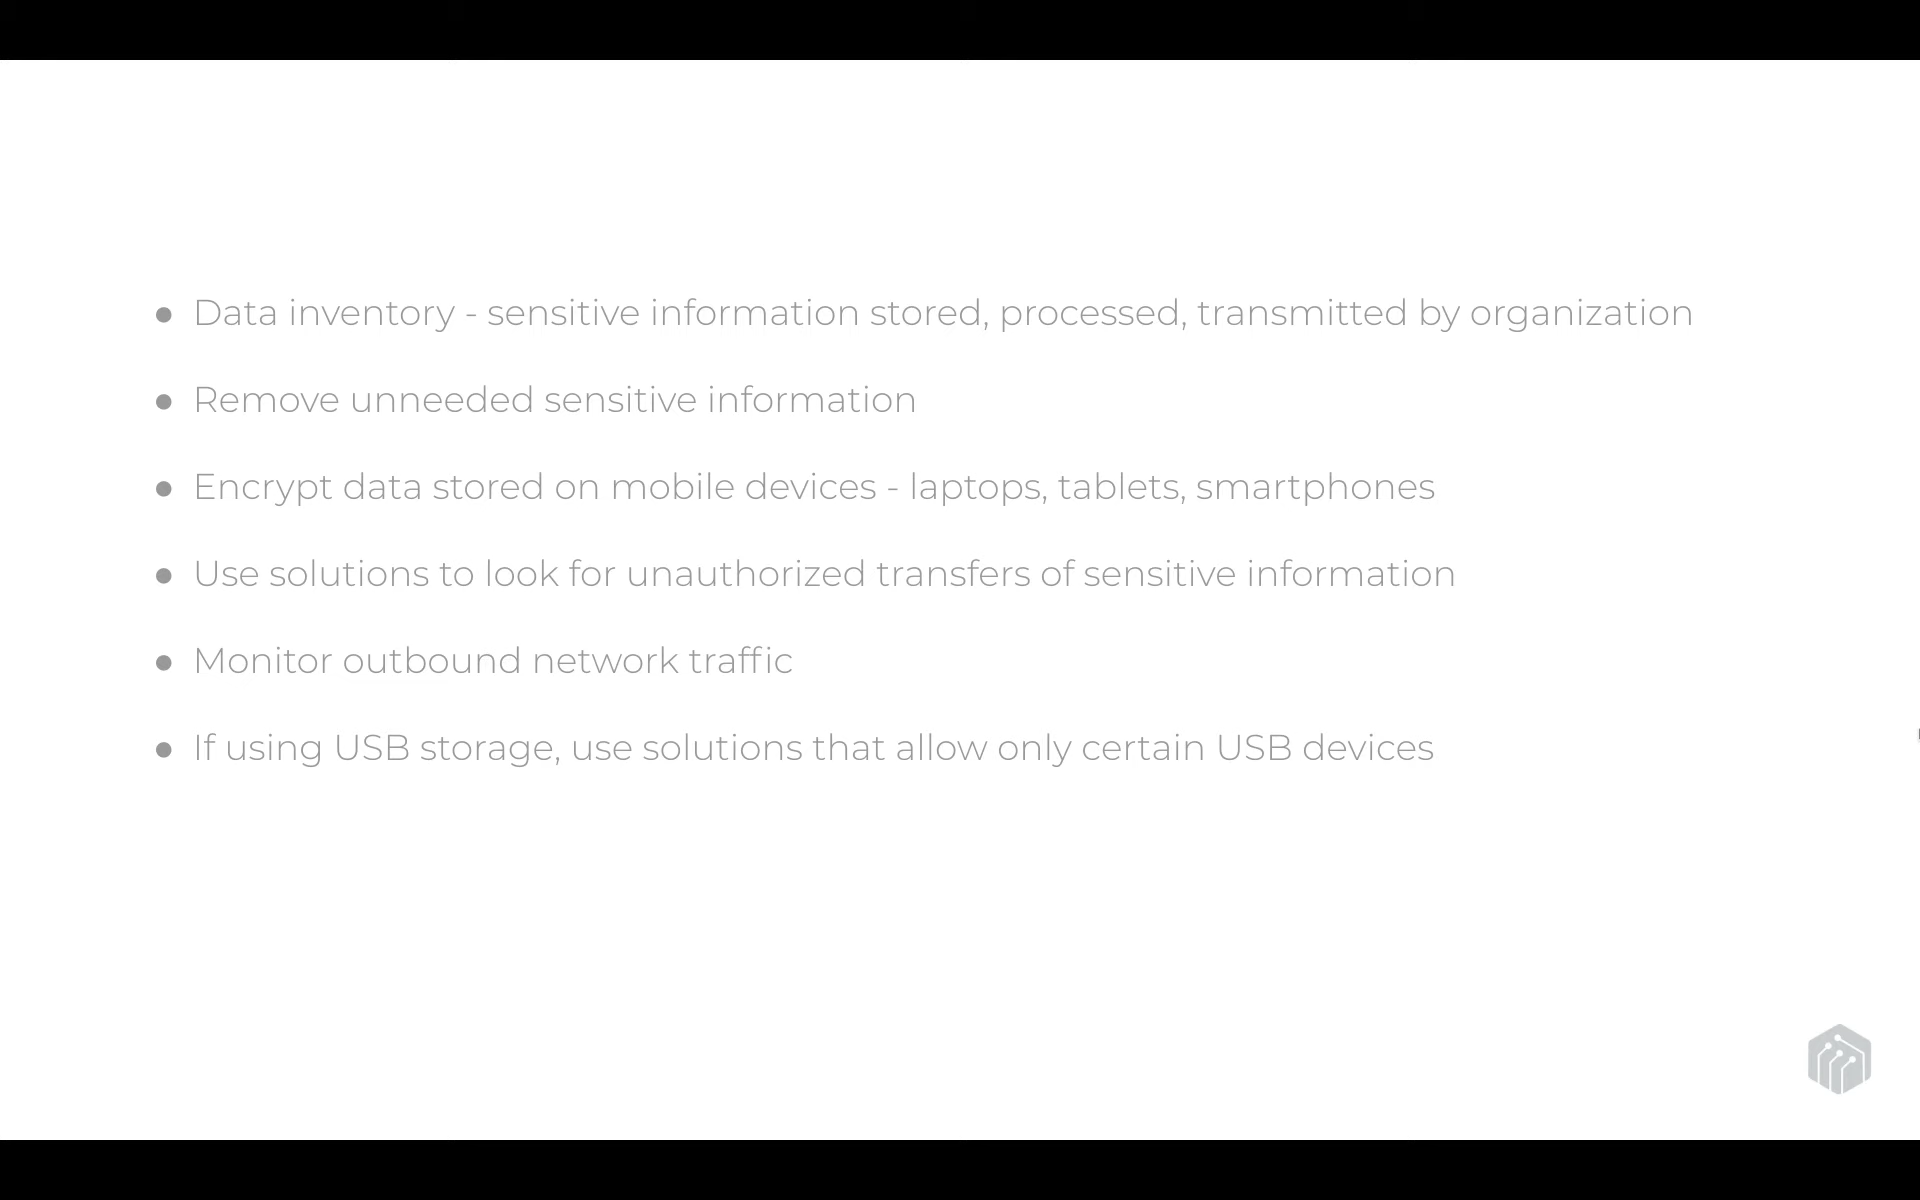 ● Data inventory - sensitive information stored, processed, transmitted by organization
● Remove unneeded sensitive information
● Encrypt data stored on mobile devices - laptops, tablets, smartphones
● Use solutions to look for unauthorized transfers of sensitive information
● Monitor outbound network traffic
● If using USB storage, use solutions that allow only certain USB devices